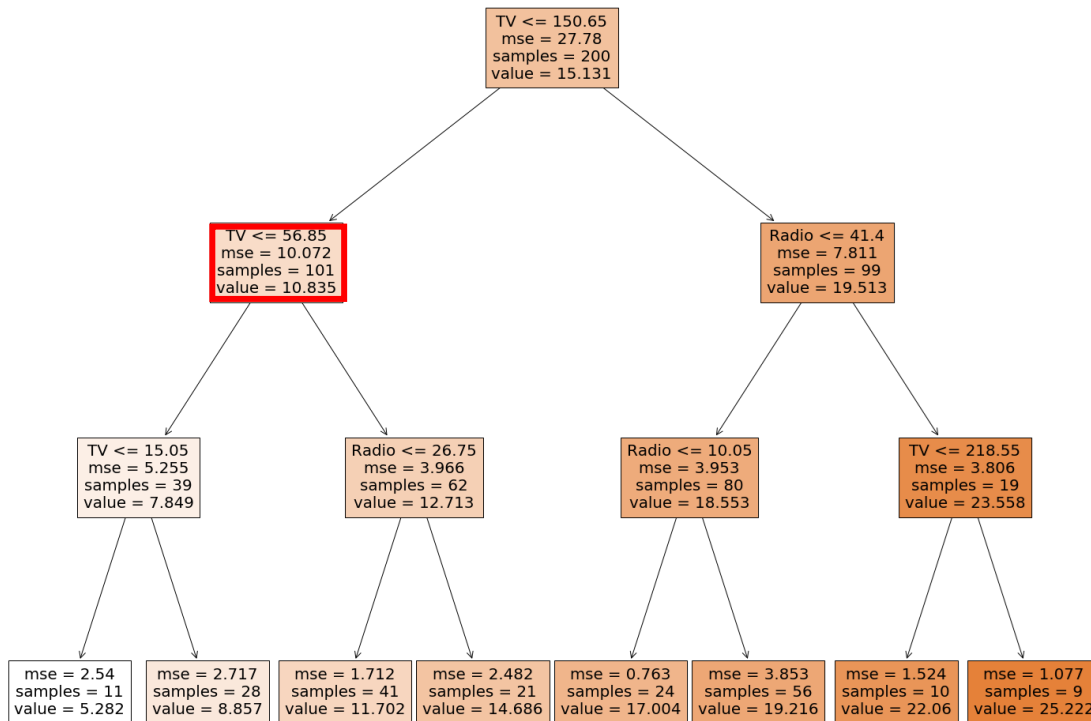 TV <= 150.65
mse = 27.78
samples = 200
value = 15.131
TV <= 56.85
mse = 10.072
samples = 101
value = 10.835
Radio <= 41.4
mse = 7.811
samples = 99
value = 19.513
TV <= 15.05
mse = 5.255
samples = 39
value = 7.849
Radio <= 26.75
mse = 3.966
samples = 62
value = 12.713
Radio <= 10.05
mse = 3.953
samples = 80
value = 18.553
TV <= 218.55
mse = 3.806
samples = 19
value = 23.558
mse = 2.54
samples = 11
value = 5.282
mse = 2.717
samples = 28
value = 8.857
mse = 1.712
samples = 41
value = 11.702
mse = 2.482
samples = 21
value = 14.686
mse = 0.763
samples = 24
value = 17.004
mse = 3.853
samples = 56
value = 19.216
mse = 1.524
samples = 10
value = 22.06
mse = 1.077
samples = 9
value = 25.222